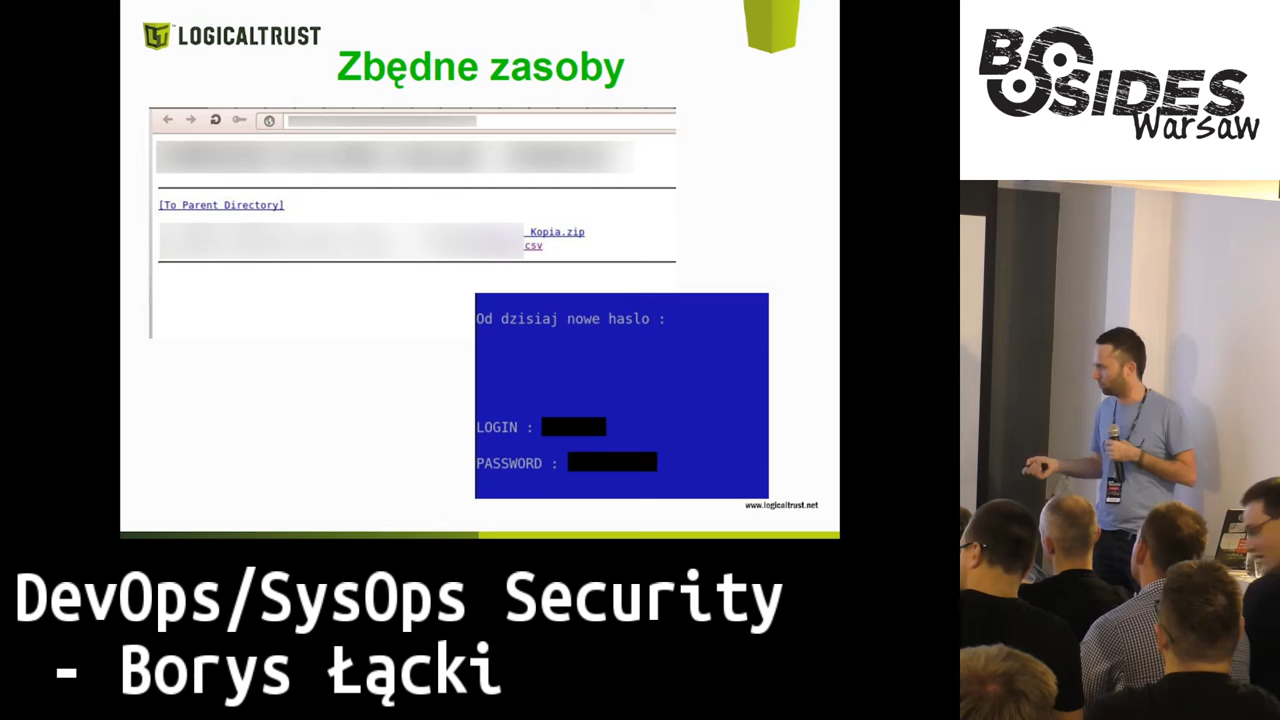 LOGICALTRUST
Zbędne zasoby
[To Parent Directory]
Kopia.zip
csv
Od dzisiaj nowe haslo :
LOGIN :
PASSWORD :
www.logicaltrust.net
BSIDES
Warsaw
DevOps/SysOps Security
- Borys Łącki